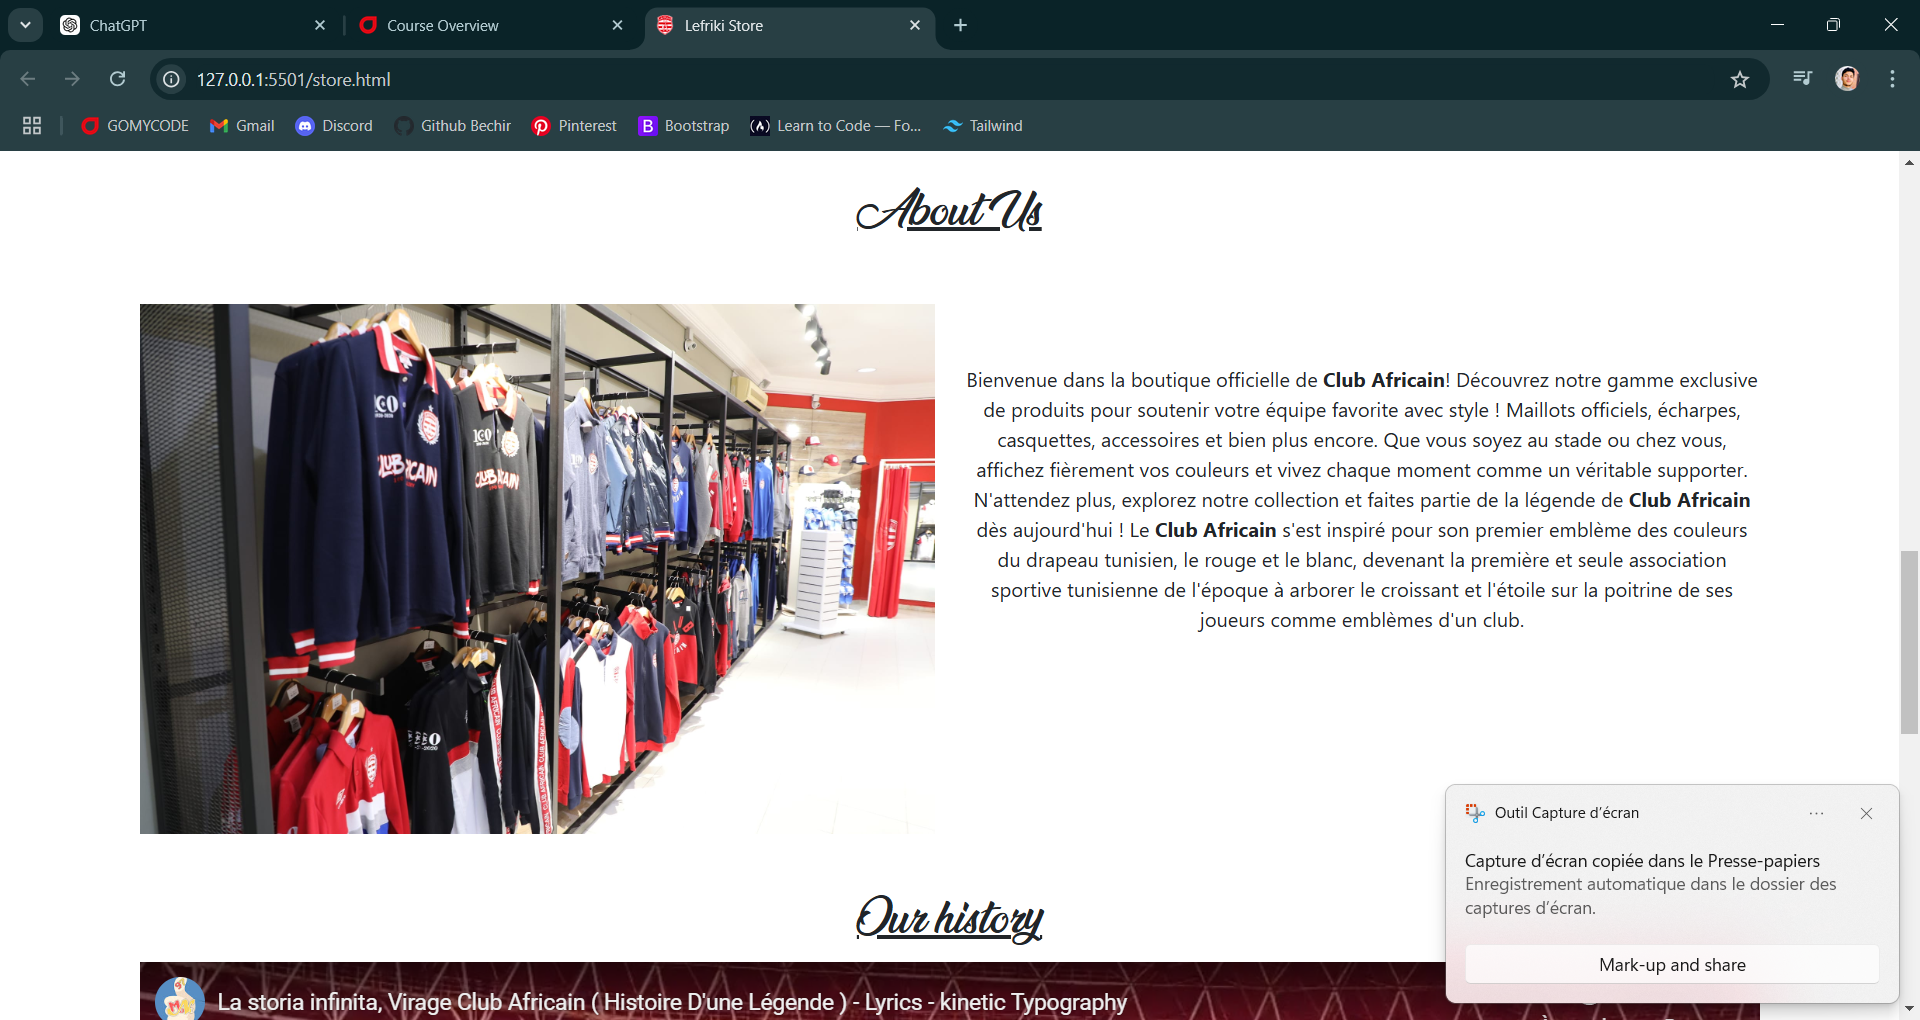 ChatGPT
Course Overview
Lefriki Store
127.0.0.1:5501/store.html
GOMYCODE
Gmail
Discord
Github Bechir
Pinterest
B Bootstrap
Learn to Code — Fo...
Tailwind
About Us
100
CLUB AFRICAIN
100
CLUB AFRICAIN
Bienvenue dans la boutique officielle de Club Africain! Découvrez notre gamme exclusive
de produits pour soutenir votre équipe favorite avec style ! Maillots officiels, écharpes,
casquettes, accessoires et bien plus encore. Que vous soyez au stade ou chez vous,
affichez fièrement vos couleurs et vivez chaque moment comme un véritable supporter.
N'attendez plus, explorez notre collection et faites partie de la légende de Club Africain
dès aujourd'hui ! Le Club Africain s'est inspiré pour son premier emblème des couleurs
du drapeau tunisien, le rouge et le blanc, devenant la première et seule association
sportive tunisienne de l'époque à arborer le croissant et l'étoile sur la poitrine de ses
joueurs comme emblèmes d'un club.
Outil Capture d'écran
Capture d'écran copiée dans le Presse-papiers
Enregistrement automatique dans le dossier des
captures d'écran.
Mark-up and share
Our history
La storia infinita, Virage Club Africain ( Histoire D'une Légende ) - Lyrics - kinetic Typography